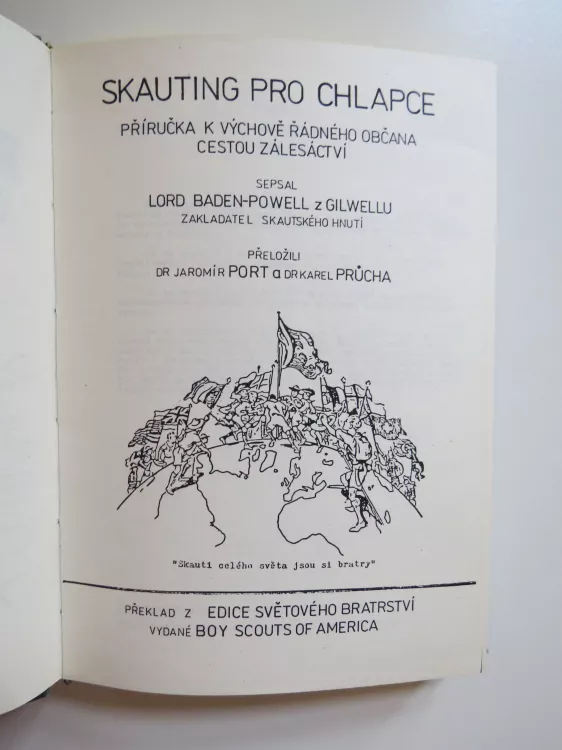 SKAUTING PRO CHLAPCE
PŘÍRUČKA K VÝCHOVĚ ŘÁDNÉHO OBČANA
CESTOU ZÁLESÁCTVÍ
SEPSAL
LORD BADEN-POWELL z GILWELLU
ZAKLADATEL SKAUTSKÉHO HNUTÍ
PŘELOŽILI
DR JAROMÍR PORT a DR KAREL PRŮCHA
"Skauti celého světa jsou si bratry"
PŘEKLAD Z EDICE SVĚTOVÉHO BRATRSTVÍ
VYDANÉ BOY SCOUTS OF AMERICA